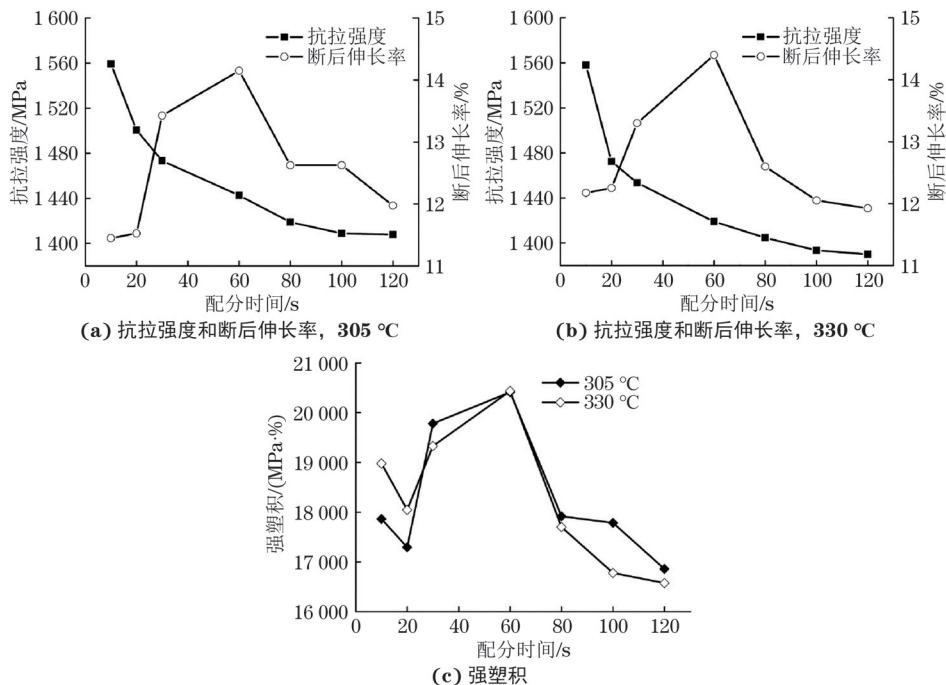 1 600
1 560
1 520
1 480
1 440
1 400
抗拉强度/MPa
抗拉强度
断后伸长率
15
14
13
12
11
断后伸长率/%
0 20 40 60 80 100 120
配分时间/s
(a) 抗拉强度和断后伸长率，305 ℃
1 600
1 560
1 520
1 480
1 440
1 400
抗拉强度/MPa
抗拉强度
断后伸长率
15
14
13
12
11
断后伸长率/%
0 20 40 60 80 100 120
配分时间/s
(b) 抗拉强度和断后伸长率，330 ℃
21 000
20 000
19 000
18 000
17 000
16 000
强塑积/(MPa·%)
305 ℃
330 ℃
0 20 40 60 80 100 120
配分时间/s
(c) 强塑积